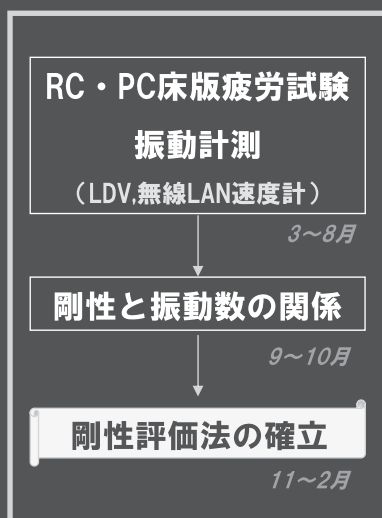 RC・PC床版疲労試験
振動計測
（LDV,無線LAN速度計）
3～8月
剛性と振動数の関係
9～10月
剛性評価法の確立
11～2月